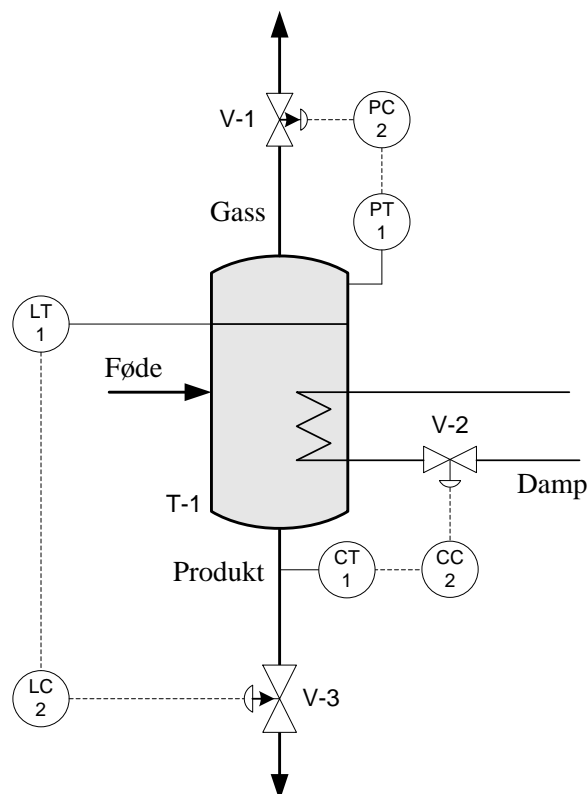 PC
2
V-1
PT
1
Gass
LT
1
Føde
V-2
Damp
T-1
Produkt
CT
1
CC
2
LC
2
V-3